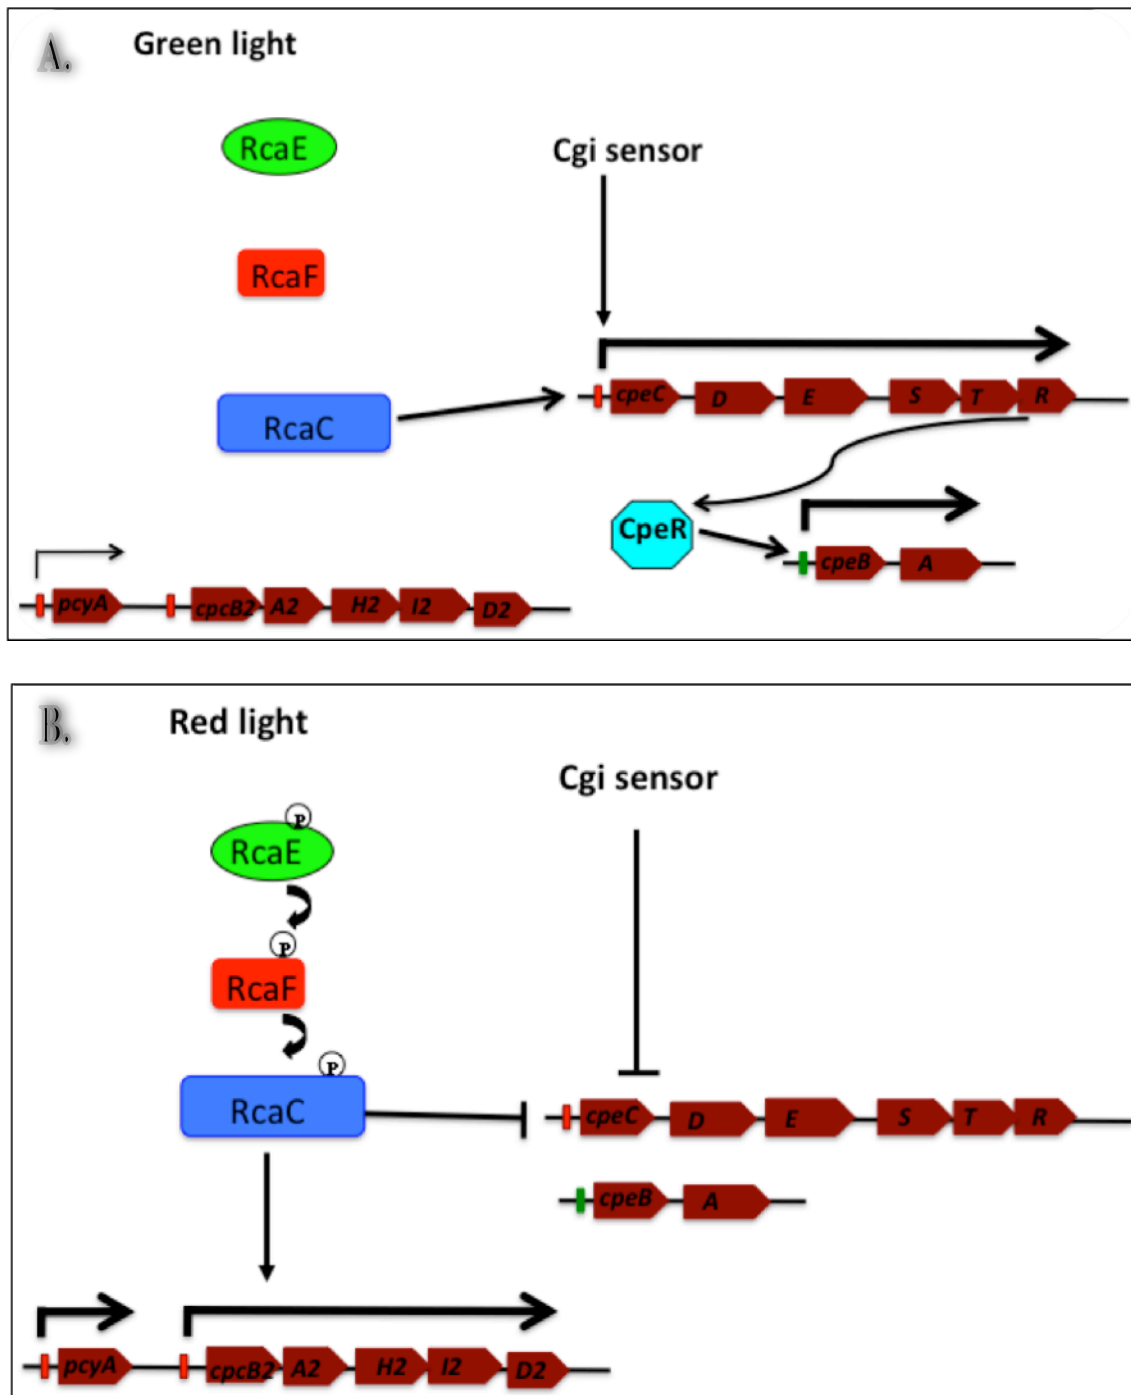 A.
Green light
RcaE
Cgi sensor
RcaF
cpeC D E S T R
RcaC
CpeR
cpeB A
pcyA cpcB2 A2 H2 I2 D2
B.
Red light
Cgi sensor
P
RcaE
P
RcaF
P
RcaC
cpeC D E S T R
cpeB A
pcyA cpcB2 A2 H2 I2 D2